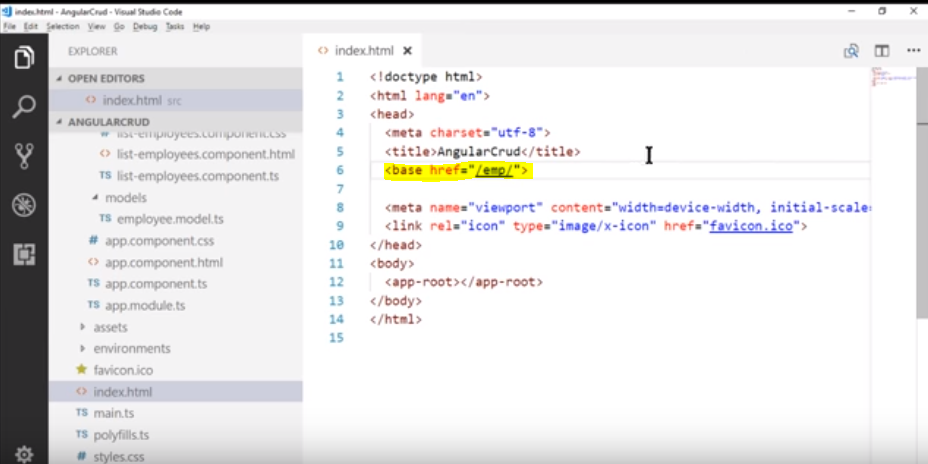 index.html - AngularCrud - Visual Studio Code
File Edit Selection View Go Debug Tasks Help
EXPLORER
OPEN EDITORS
index.html src
ANGULARCRUD
list-employees.component.css
list-employees.component.html
list-employees.component.ts
models
employee.model.ts
app.component.css
app.component.html
app.component.ts
app.module.ts
assets
environments
favicon.ico
index.html
main.ts
polyfills.ts
styles.css
index.html
1 <!doctype html>
2 <html lang="en">
3 <head>
4 <meta charset="utf-8">
5 <title>AngularCrud</title>
6 <base href="/emp/">
7
8 <meta name="viewport" content="width=device-width, initial-scale=
9 <link rel="icon" type="image/x-icon" href="favicon.ico">
10 </head>
11 <body>
12 <app-root></app-root>
13 </body>
14 </html>
15